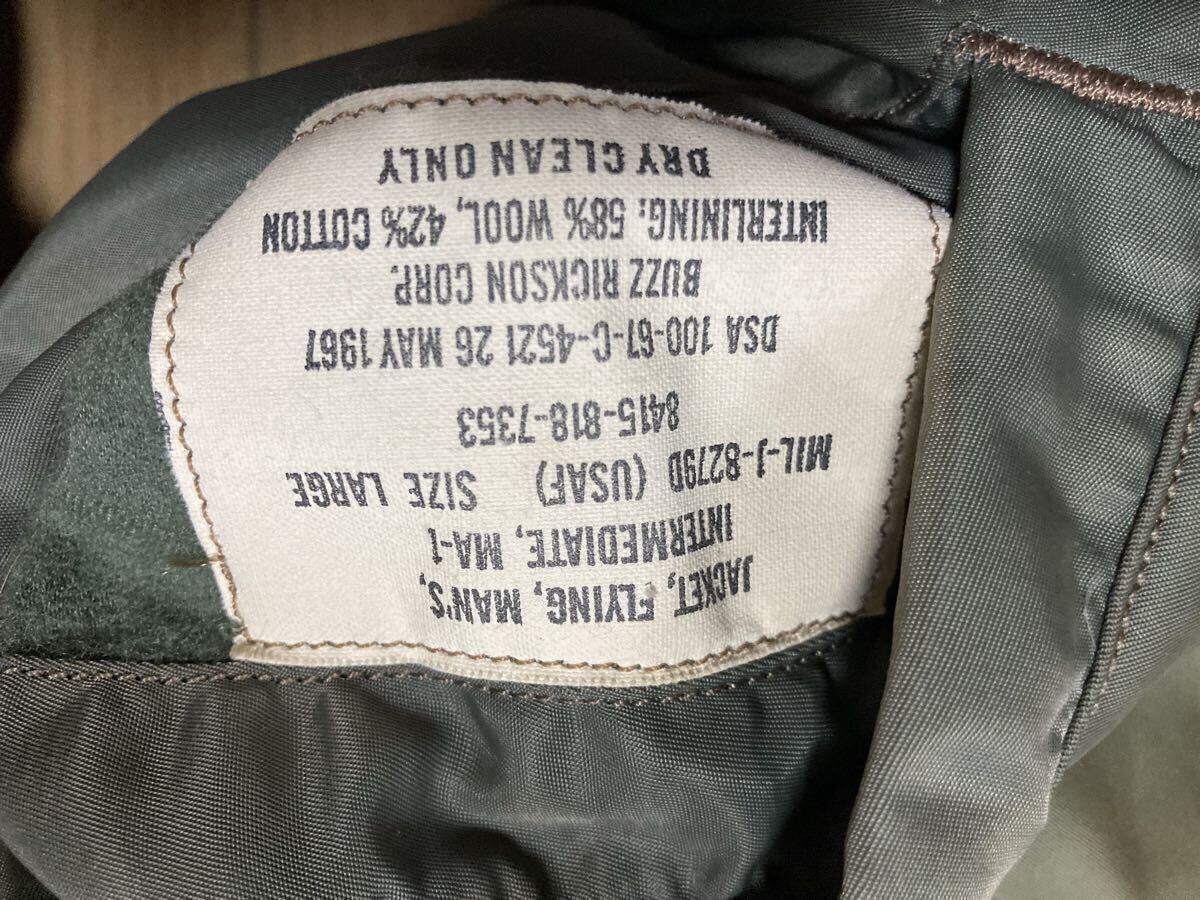 JACKET, FLYING, MAN'S,
INTERMEDIATE, MA-1
MIL-J-8279D (USAF) SIZE LARGE
8415-818-7353
DSA 100-67-C-4521 26 MAY 1967
BUZZ RICKSON CORP.
INTERLINING: 58% WOOL, 42% COTTON
DRY CLEAN ONLY